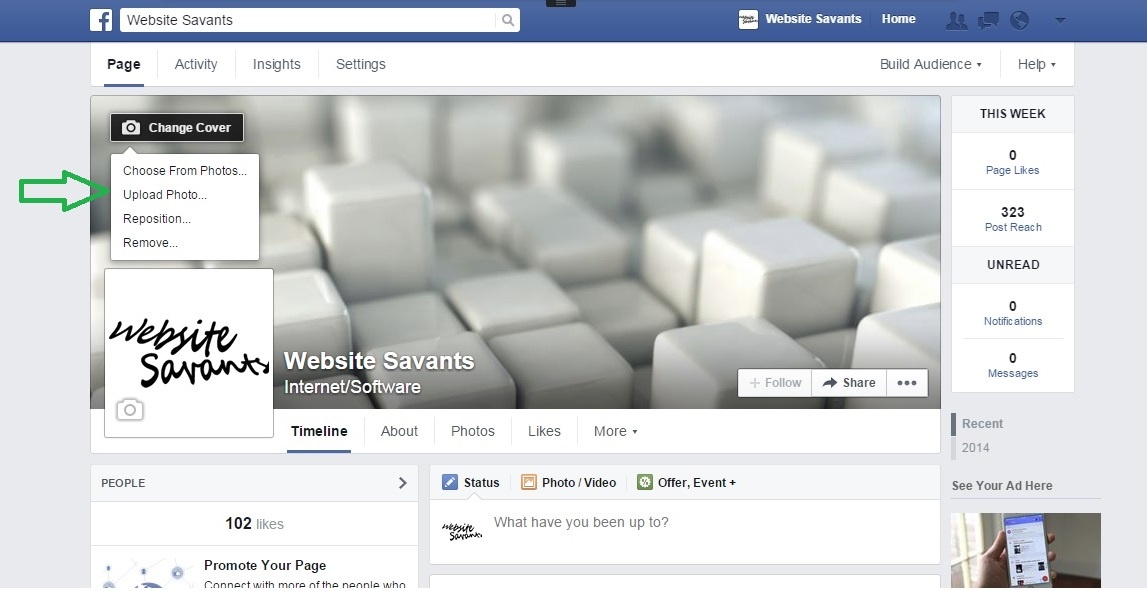 Website Savants
Website Savants Home
Page Activity Insights Settings Build Audience Help
Change Cover
Choose From Photos...
Upload Photo...
Reposition...
Remove...
Website
Savants
Website Savants
Internet/Software
+ Follow Share
Timeline About Photos Likes More
THIS WEEK
0
Page Likes
323
Post Reach
UNREAD
0
Notifications
0
Messages
Recent
2014
See Your Ad Here
PEOPLE
102 likes
Promote Your Page
Connect with more of the people who
Status Photo / Video Offer, Event +
Website
Savants
What have you been up to?